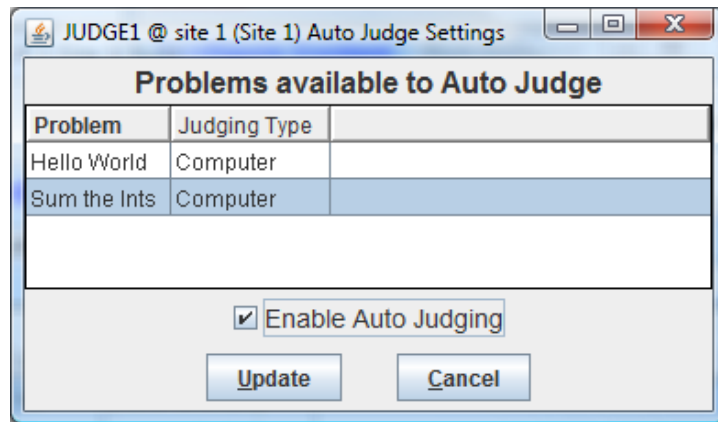 JUDGE1 @ site 1 (Site 1) Auto Judge Settings
Problems available to Auto Judge
Problem Judging Type
Hello World Computer
Sum the Ints Computer
Enable Auto Judging
Update Cancel